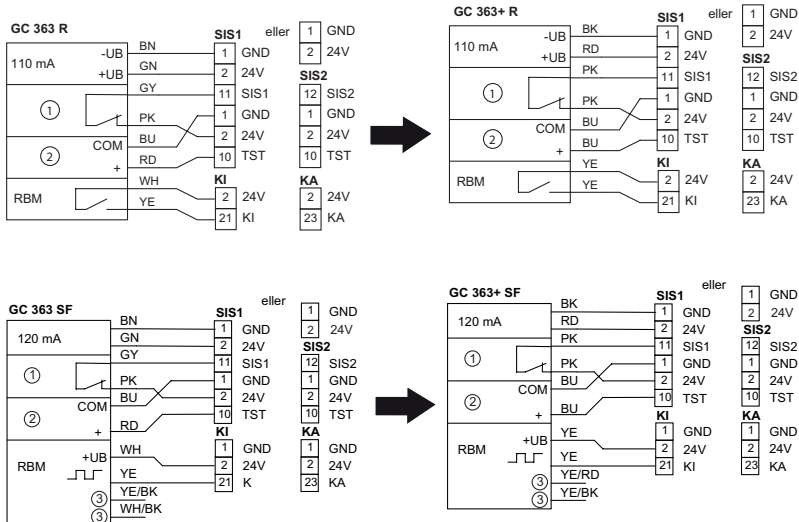 GC 363 R
110 mA
-UB BN
+UB GN
GY
1
PK
COM BU
2
+ RD
RBM
WH
YE
SIS1
1 GND
2 24V
11 SIS1
1 GND
2 24V
10 TST
KI
2 24V
21 KI
eller
1 GND
2 24V
SIS2
12 SIS2
1 GND
2 24V
10 TST
KA
2 24V
23 KA
GC 363+ R
110 mA
-UB BK
+UB RD
PK
1
PK
COM BU
2
+ BU
RBM
YE
YE
SIS1
1 GND
2 24V
11 SIS1
1 GND
2 24V
10 TST
KI
2 24V
21 KI
eller
1 GND
2 24V
SIS2
12 SIS2
1 GND
2 24V
10 TST
KA
2 24V
23 KA
GC 363 SF
120 mA
BN
GN
GY
1
PK
COM BU
2
+ RD
RBM
+UB WH
YE
3 YE/BK
3 WH/BK
SIS1
1 GND
2 24V
11 SIS1
1 GND
2 24V
10 TST
KI
1 GND
2 24V
21 K
eller
1 GND
2 24V
SIS2
12 SIS2
1 GND
2 24V
10 TST
KA
1 GND
2 24V
23 KA
GC 363+ SF
120 mA
BK
RD
PK
1
PK
COM BU
2
+ BU
RBM
+UB YE
YE
3 YE/RD
3 YE/BK
SIS1
1 GND
2 24V
11 SIS1
1 GND
2 24V
10 TST
KI
1 GND
2 24V
21 KI
eller
1 GND
2 24V
SIS2
12 SIS2
1 GND
2 24V
10 TST
KA
1 GND
2 24V
23 KA